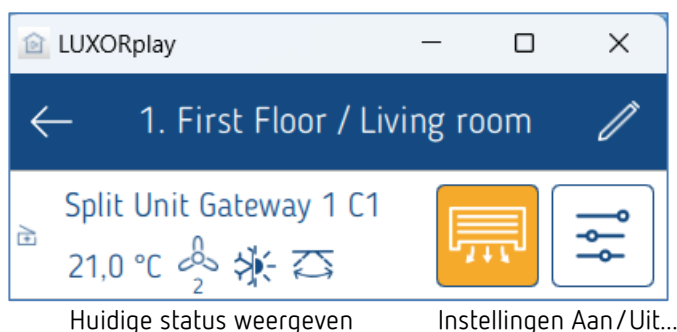 LUXORplay
1. First Floor / Living room
Split Unit Gateway 1 C1
21,0 °C
2
Huidige status weergeven
Instellingen Aan/Uit...